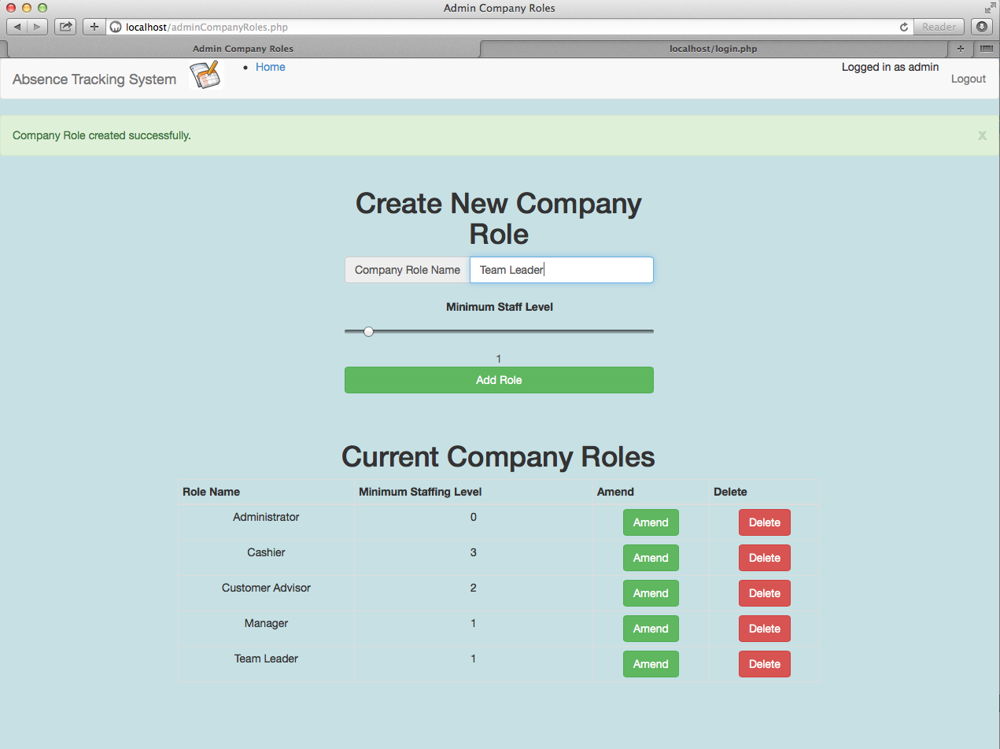 Admin Company Roles
localhost/adminCompanyRoles.php
Reader
Admin Company Roles
localhost/login.php
Absence Tracking System
Home
Logged in as admin
Logout
Company Role created successfully.
x
Create New Company
Role
Company Role Name Team Leader
Minimum Staff Level
1
Add Role
Current Company Roles
Role Name Minimum Staffing Level Amend Delete
Administrator 0 Amend Delete
Cashier 3 Amend Delete
Customer Advisor 2 Amend Delete
Manager 1 Amend Delete
Team Leader 1 Amend Delete